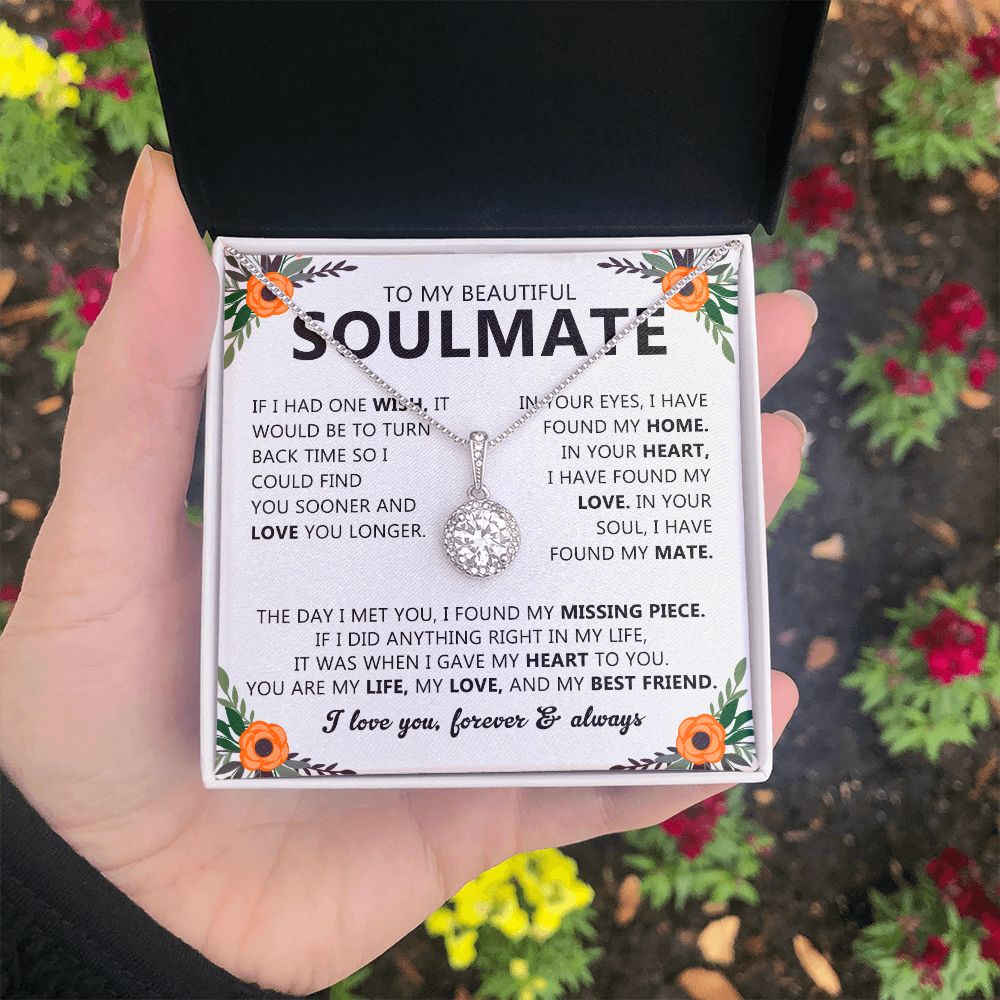 TO MY BEAUTIFUL
SOULMATE
IF I HAD ONE WISH, IT
WOULD BE TO TURN
BACK TIME SO I
COULD FIND
YOU SOONER AND
LOVE YOU LONGER.
IN YOUR EYES, I HAVE
FOUND MY HOME.
IN YOUR HEART,
I HAVE FOUND MY
LOVE. IN YOUR
SOUL, I HAVE
FOUND MY MATE.
THE DAY I MET YOU, I FOUND MY MISSING PIECE.
IF I DID ANYTHING RIGHT IN MY LIFE,
IT WAS WHEN I GAVE MY HEART TO YOU.
YOU ARE MY LIFE, MY LOVE, AND MY BEST FRIEND.
I love you, forever & always